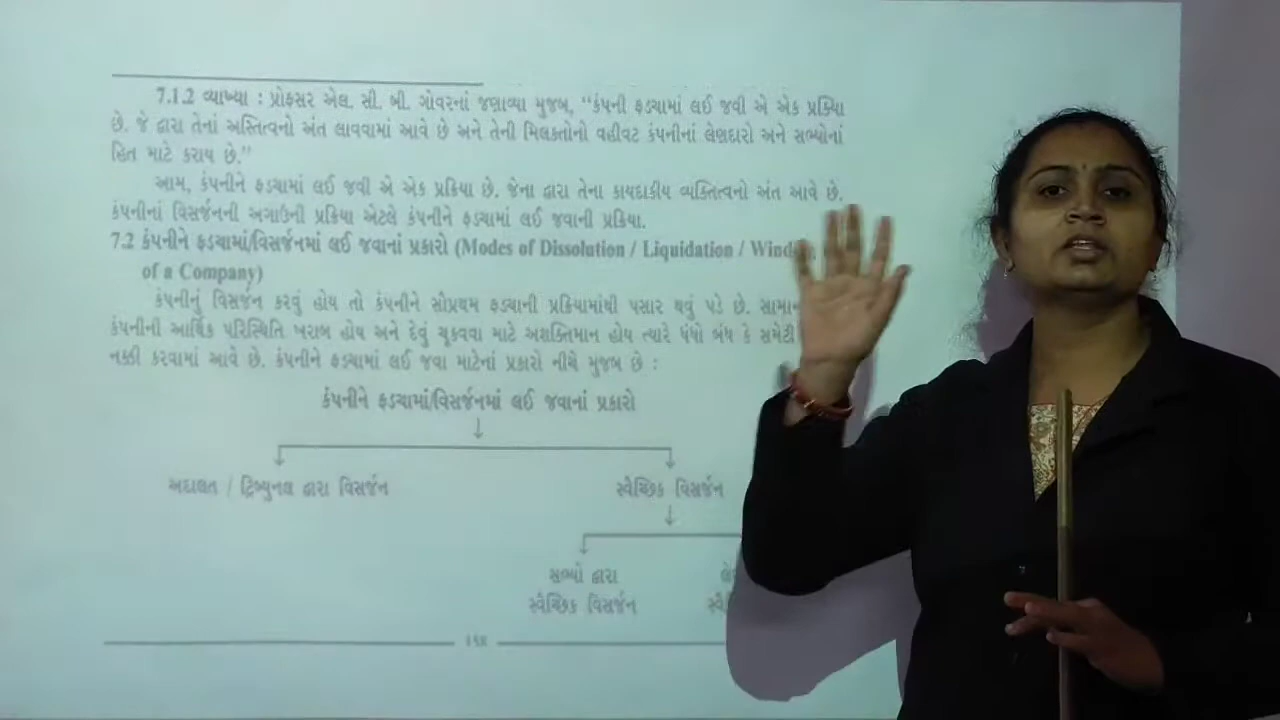 7.1.2 વ્યાખ્યા : પ્રોફેસર એલ. સી. બી. ગોવરનાં જણાવ્યા મુજબ, “કંપની ફડચામાં લઈ જવી એ એક પ્રક્રિયા
છે. જે દ્વારા તેનાં અસ્તિત્વનો અંત લાવવામાં આવે છે અને તેની મિલકતોનો વહીવટ કંપનીનાં લેણદારો અને સભ્યોનાં
હિત માટે કરાય છે.”
આમ, કંપનીને ફડચામાં લઈ જવી એ એક પ્રક્રિયા છે. જેના દ્વારા તેના કાયદાકીય વ્યક્તિત્વનો અંત આવે છે.
કંપનીનાં વિસર્જનની અગાઉની પ્રક્રિયા એટલે કંપનીને ફડચામાં લઈ જવાની પ્રક્રિયા.
7.2 કંપનીને ફડચામાં/વિસર્જનમાં લઈ જવાનાં પ્રકારો (Modes of Dissolution / Liquidation /
of a Company)
કંપનીનું વિસર્જન કરવું હોય તો કંપનીને સૌપ્રથમ ફડચાની પ્રક્રિયામાંથી પસાર થવું પડે છે.
કંપનીની આર્થિક પરિસ્થિતિ ખરાબ હોય અને દેવું ચૂકવવા માટે અશક્તિમાન હોય ત્યારે ધંધો બંધ કે સમેટી
નક્કી કરવામાં આવે છે. કંપનીને ફડચામાં લઈ જવા માટેનાં પ્રકારો નીચે મુજબ છે :
કંપનીને ફડચામાં/વિસર્જનમાં લઈ જવાનાં પ્રકારો
અદાલત / ટ્રિબ્યુનલ દ્વારા વિસર્જન સ્વૈચ્છિક વિસર્જન
સભ્યો દ્વારા
સ્વૈચ્છિક વિસર્જન